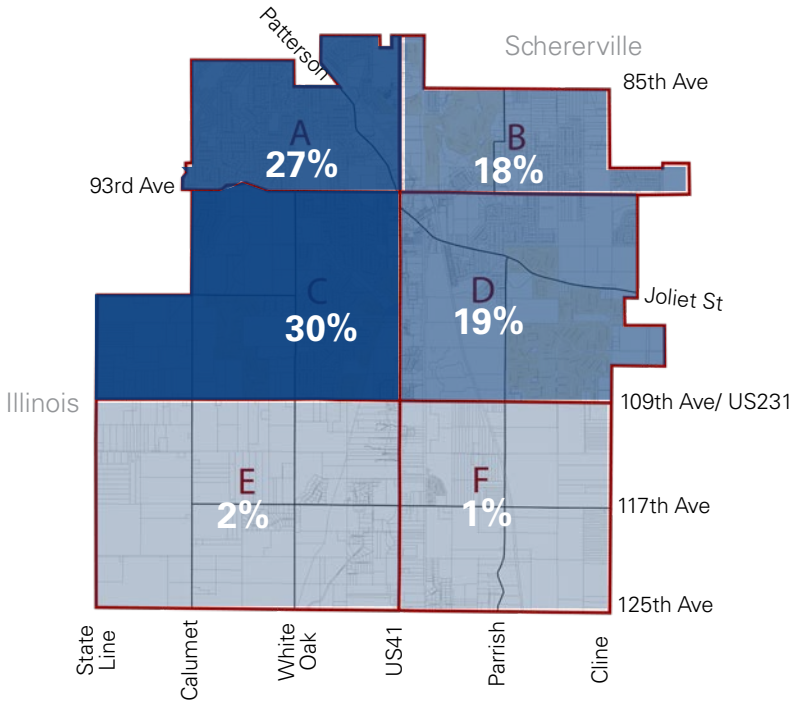 Patterson
Schererville
85th Ave
A
27%
B
18%
93rd Ave
C
30%
D
19%
Joliet St
Illinois
109th Ave/ US231
E
2%
F
1%
117th Ave
125th Ave
State
Line
Calumet
White
Oak
US41
Parrish
Cline